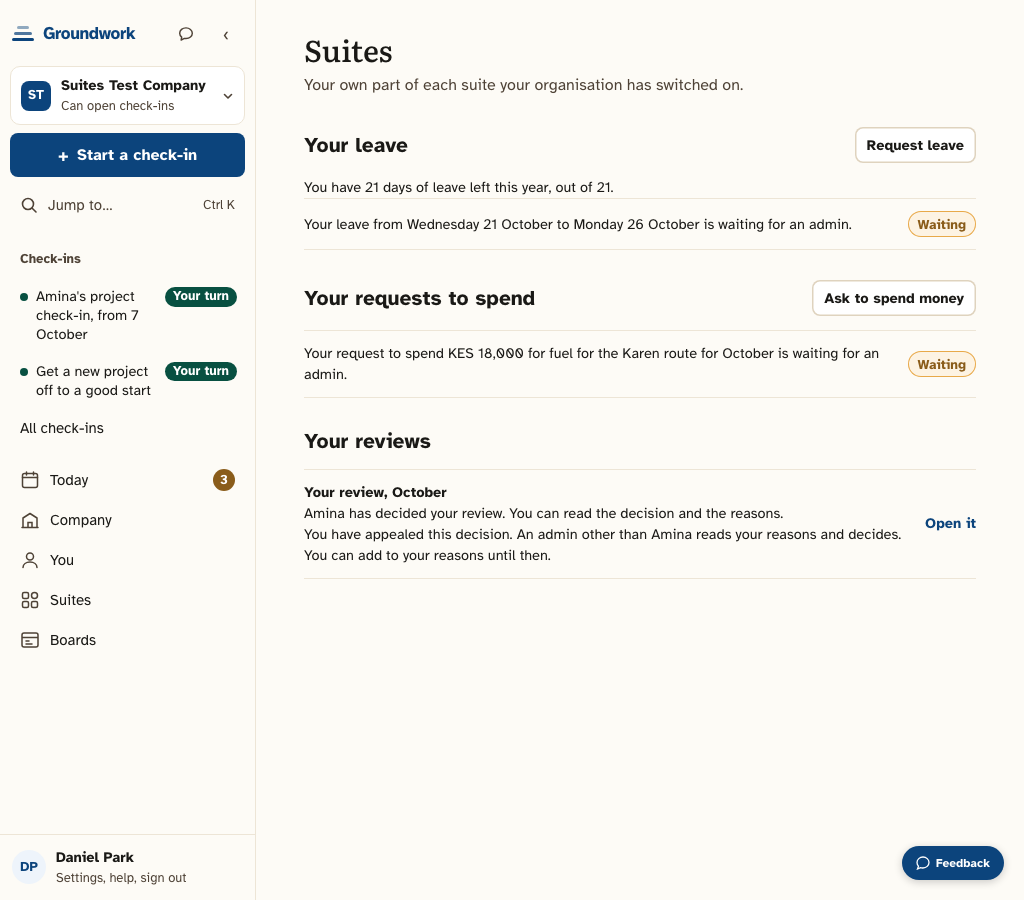 Groundwork
ST
Suites Test Company
Can open check-ins
+ Start a check-in
Jump to...
Ctrl K
Check-ins
Amina's project
check-in, from 7
October
Your turn
Get a new project
off to a good start
Your turn
All check-ins
Today
3
Company
You
Suites
Boards
DP
Daniel Park
Settings, help, sign out
Suites
Your own part of each suite your organisation has switched on.
Your leave
Request leave
You have 21 days of leave left this year, out of 21.
Your leave from Wednesday 21 October to Monday 26 October is waiting for an admin.
Waiting
Your requests to spend
Ask to spend money
Your request to spend KES 18,000 for fuel for the Karen route for October is waiting for an
admin.
Waiting
Your reviews
Your review, October
Amina has decided your review. You can read the decision and the reasons.
You have appealed this decision. An admin other than Amina reads your reasons and decides.
You can add to your reasons until then.
Open it
Feedback